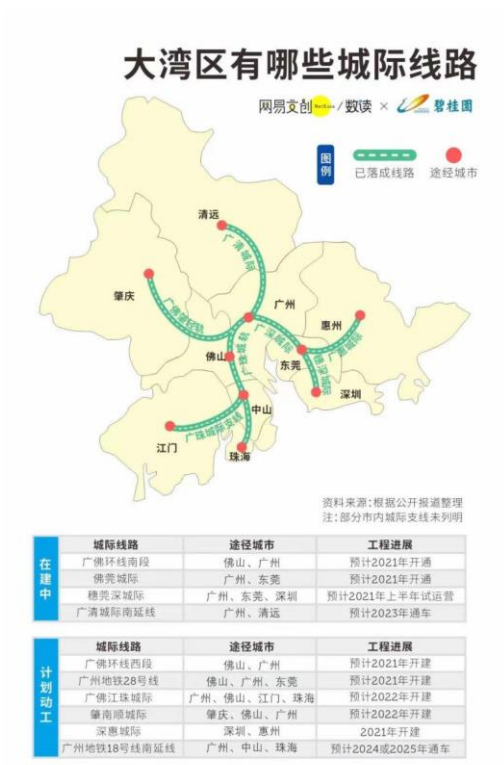 大湾区有哪些城际线路
网易文创 / 数读 × 碧桂园
图例
已落成线路 途经城市
清远
广清城际
肇庆
广佛肇城轨
广州
惠州
广深城际
佛山
广珠城轨
东莞
穗深城际
深圳
中山
广珠城际支线
江门
珠海
资料来源:根据公开报道整理
注:部分市内城际支线未列明
在建中
城际线路 途径城市 工程进展
广佛环线南段 佛山、广州 预计2021年开通
佛莞城际 广州、东莞 预计2021年开通
穗莞深城际 广州、东莞、深圳 预计2021年上半年试运营
广清城际南延线 广州、清远 预计2023年通车
计划动工
城际线路 途径城市 工程进展
广佛环线西段 佛山、广州 预计2021年开建
广州地铁28号线 佛山、广州、东莞 预计2021年开建
广佛江珠城际 广州、佛山、江门、珠海 预计2022年开建
肇南顺城际 肇庆、佛山、广州 预计2022年开建
深惠城际 深圳、惠州 2021年开建
广州地铁18号线南延线 广州、中山、珠海 预计2024或2025年通车